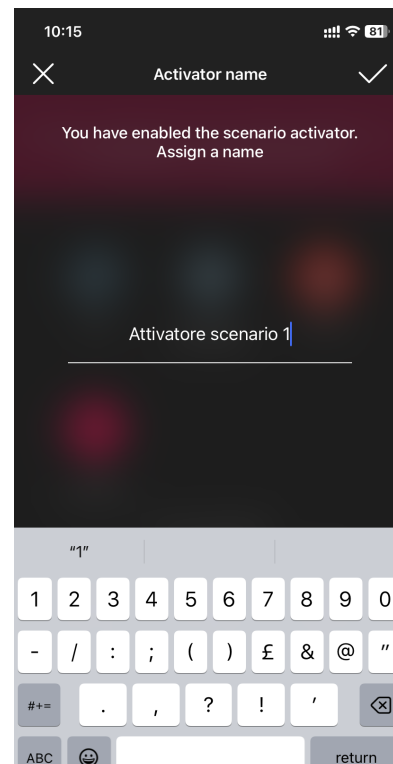 10:15
81
Activator name
You have enabled the scenario activator.
Assign a name
Attivatore scenario 1
“1”
1 2 3 4 5 6 7 8 9 0
- / : ; ( ) £ & @ "
#+= . , ? ! '
ABC return